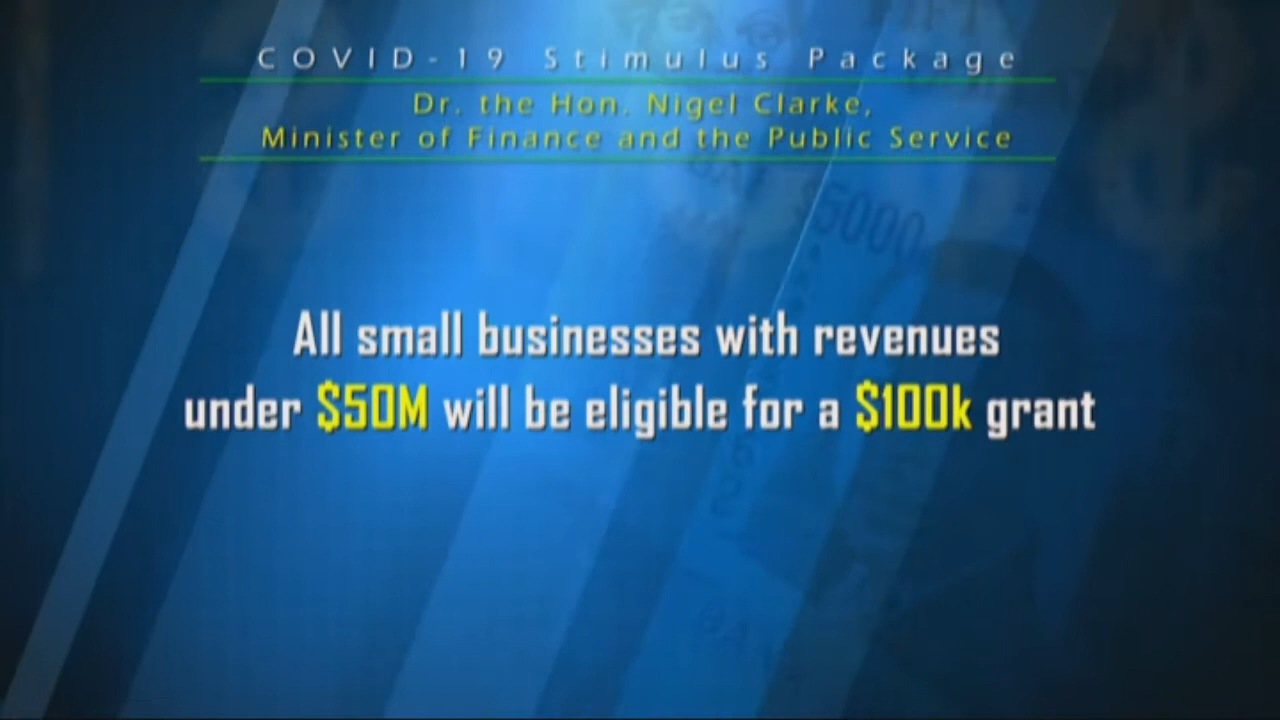 COVID-19 Stimulus Package
Dr. the Hon. Nigel Clarke,
Minister of Finance and the Public Service
$5000
All small businesses with revenues
under $50M will be eligible for a $100k grant